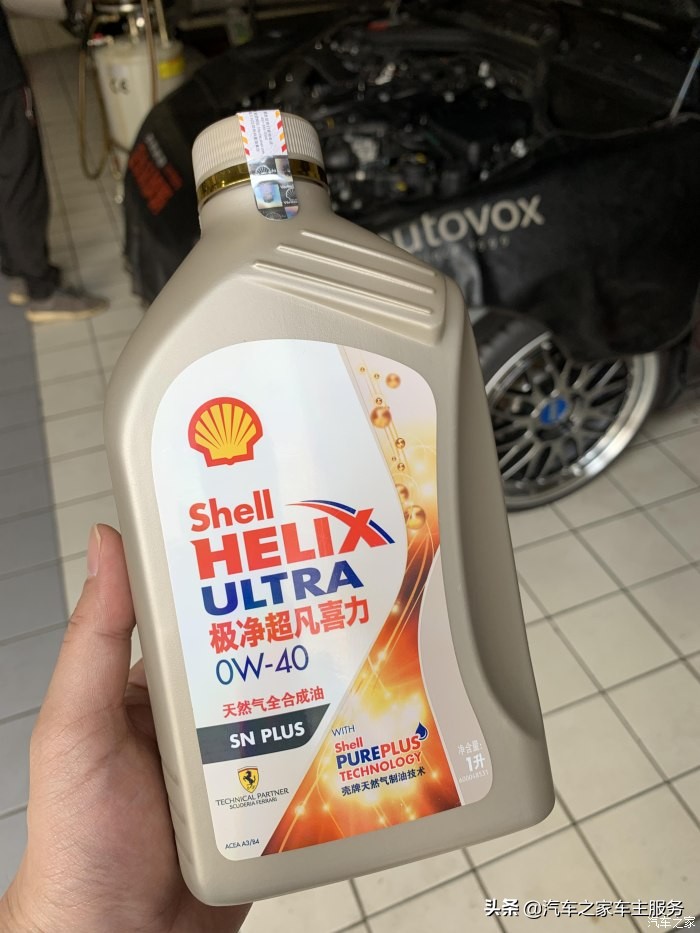 utovox
Shell
HELIX
ULTRA
极净超凡喜力
0W-40
天然气全合成油
SN PLUS
WITH
Shell
PUREPLUS
TECHNOLOGY
壳牌天然气制油技术
净含量:
1升
TECHNICAL PARTNER
SCUDERIA FERRARI
ACEA A3/B4
头条 @汽车之家车主服务
汽车之家